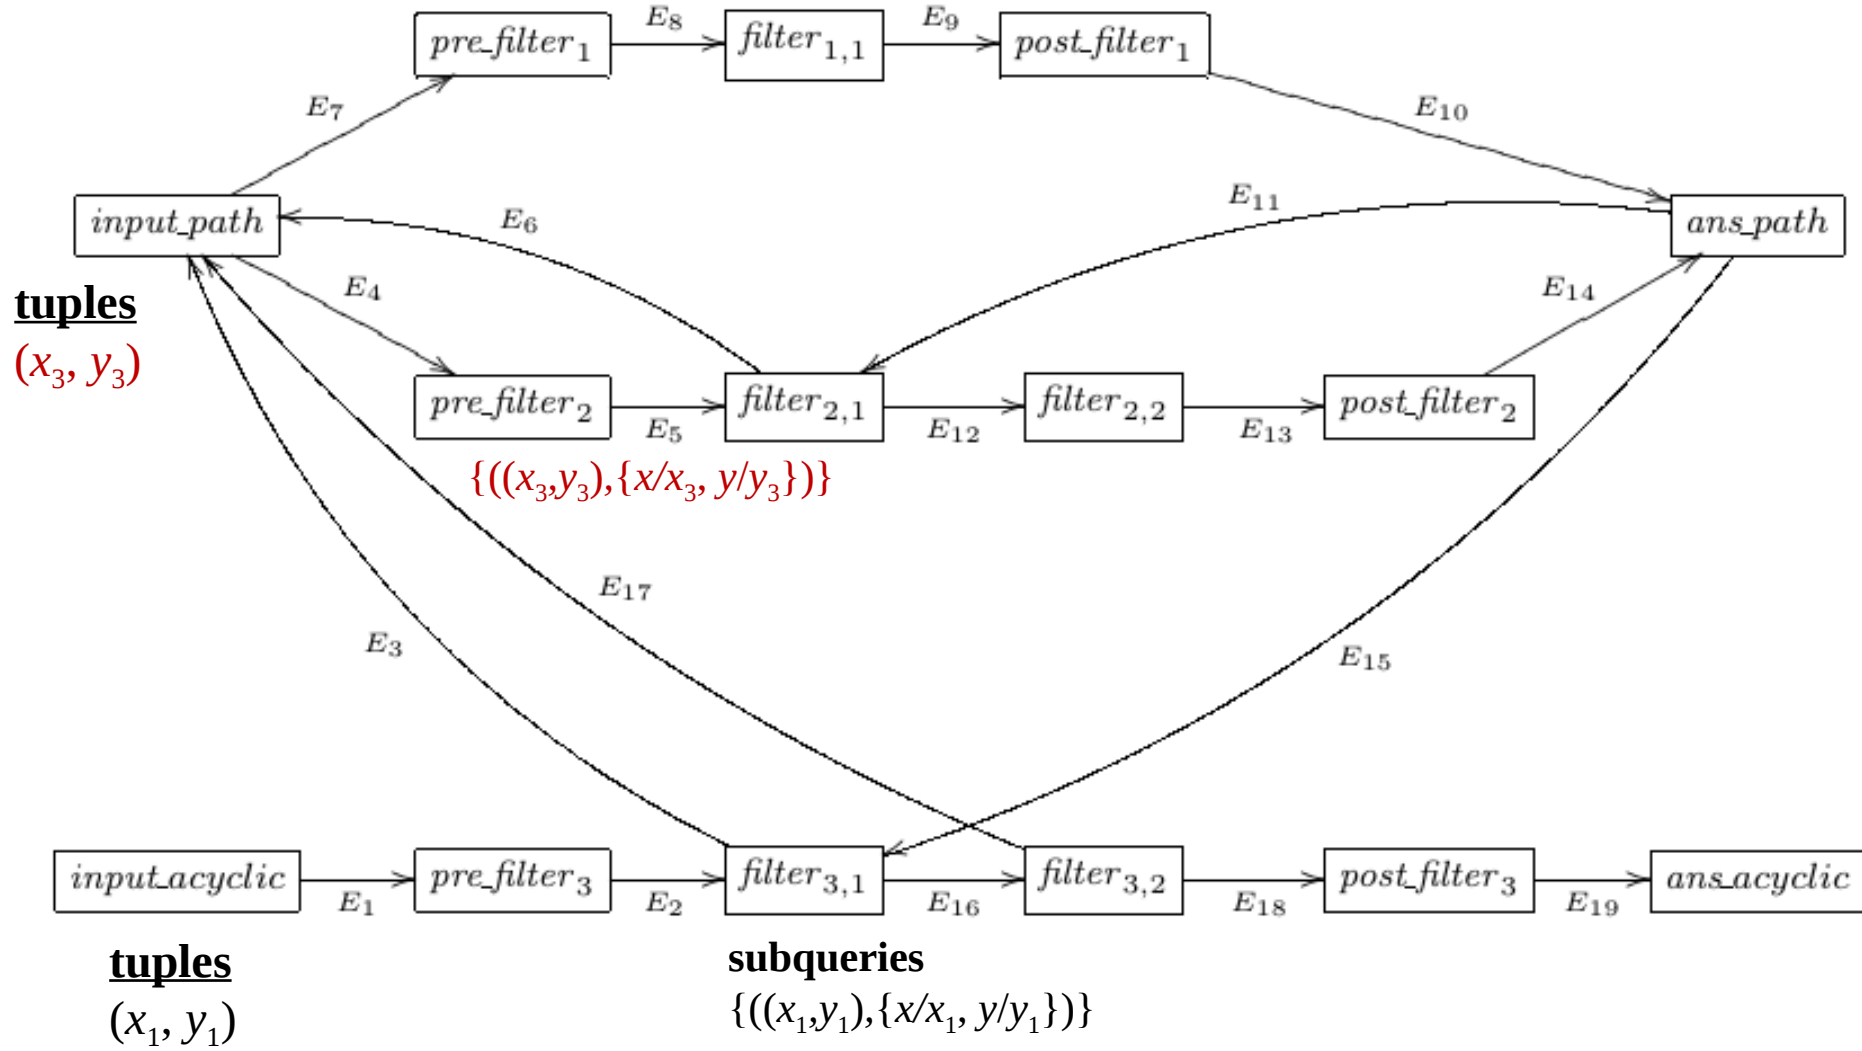 E₈
E₉
pre_filter₁
filter₁,₁
post_filter₁
E₇
E₁₀
E₁₁
input_path
E₆
ans_path
tuples
E₄
E₁₄
(x₃, y₃)
pre_filter₂
filter₂,₁
filter₂,₂
post_filter₂
E₅
E₁₂
E₁₃
{((x₃,y₃),{x/x₃, y/y₃})}
E₁₇
E₃
E₁₅
input_acyclic
pre_filter₃
filter₃,₁
filter₃,₂
post_filter₃
ans_acyclic
E₁
E₂
E₁₆
E₁₈
E₁₉
tuples
subqueries
(x₁, y₁)
{((x₁,y₁),{x/x₁, y/y₁})}